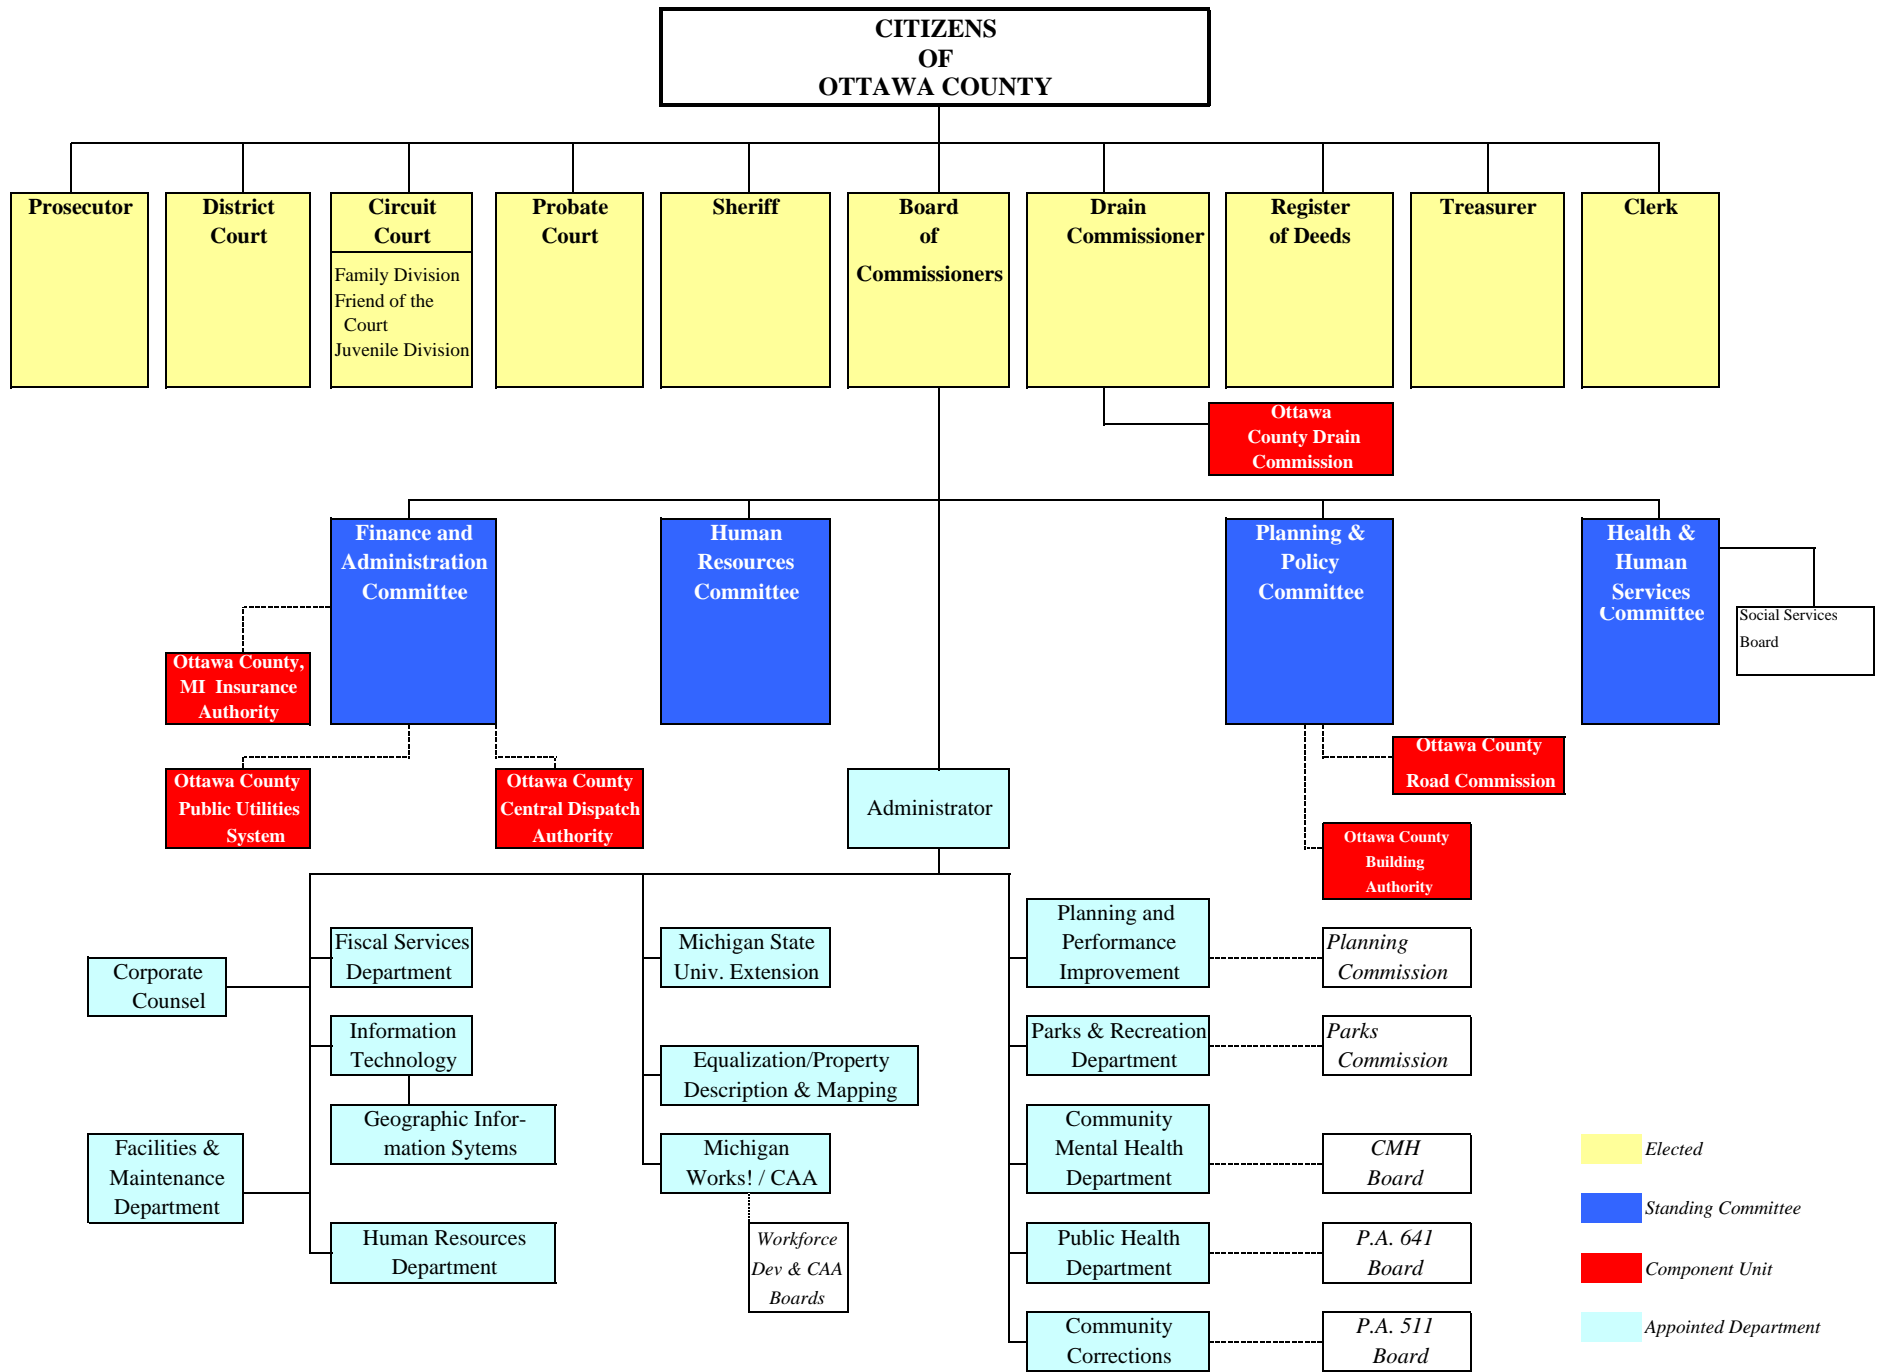 CITIZENS
OF
OTTAWA COUNTY
Prosecutor
District
Court
Circuit
Court
Family Division
Friend of the
Court
Juvenile Division
Probate
Court
Sheriff
Board
of
Commissioners
Drain
Commissioner
Register
of Deeds
Treasurer
Clerk
Ottawa
County Drain
Commission
Finance and
Administration
Committee
Human
Resources
Committee
Planning &
Policy
Committee
Health &
Human
Services
Committee
Social Services
Board
Ottawa County,
MI Insurance
Authority
Ottawa County
Public Utilities
System
Ottawa County
Central Dispatch
Authority
Administrator
Ottawa County
Road Commission
Ottawa County
Building
Authority
Corporate
Counsel
Facilities &
Maintenance
Department
Fiscal Services
Department
Information
Technology
Geographic Infor-
mation Sytems
Human Resources
Department
Michigan State
Univ. Extension
Equalization/Property
Description & Mapping
Michigan
Works! / CAA
Workforce
Dev & CAA
Boards
Planning and
Performance
Improvement
Planning
Commission
Parks & Recreation
Department
Parks
Commission
Community
Mental Health
Department
CMH
Board
Public Health
Department
P.A. 641
Board
Community
Corrections
P.A. 511
Board
Elected
Standing Committee
Component Unit
Appointed Department